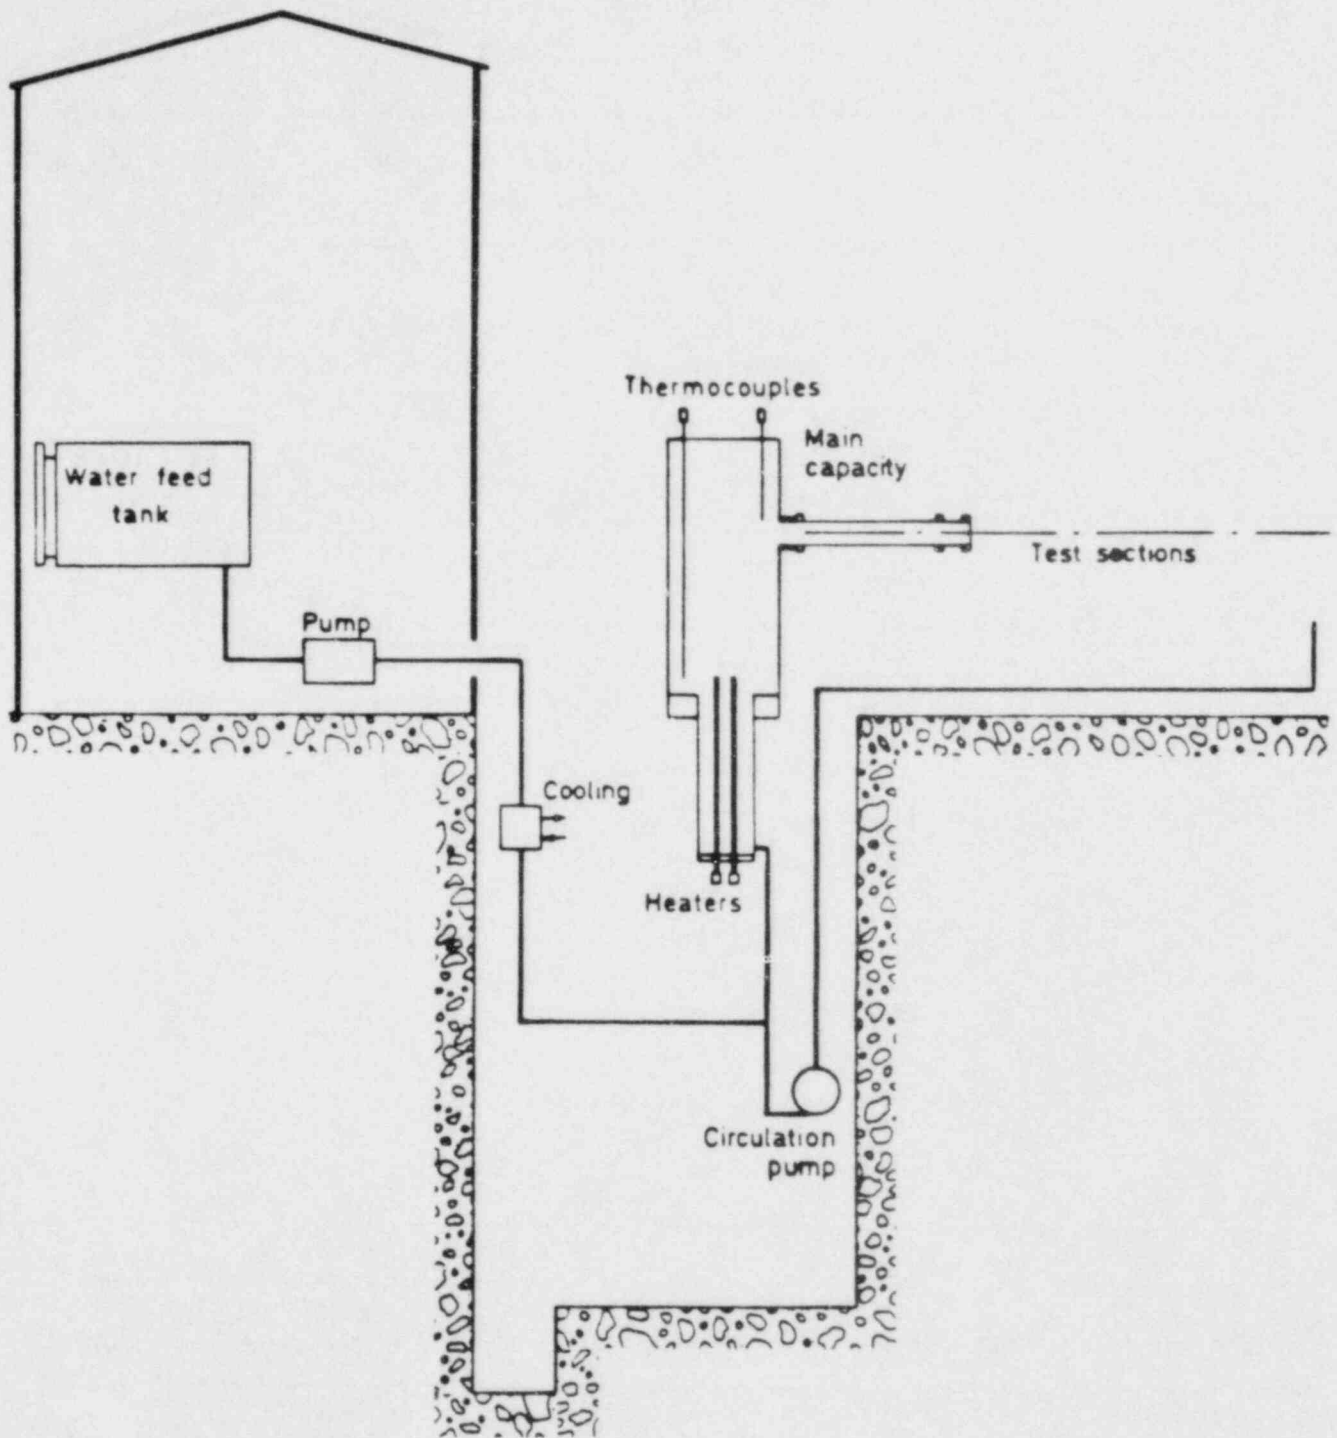 Thermocouples
Main
capacity
Water feed
tank
Test sections
Pump
Cooling
Heaters
Circulation
pump